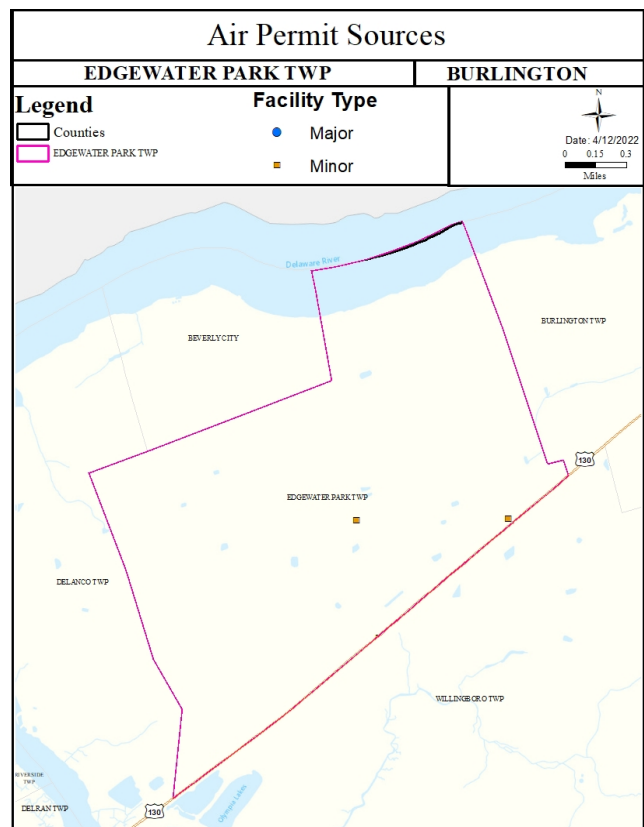 Air Permit Sources
EDGEWATER PARK TWP
BURLINGTON
Legend
Counties
EDGEWATER PARK TWP
Facility Type
Major
Minor
N
Date: 4/12/2022
0 0.15 0.3
Miles
Delaware River
BURLINGTON TWP
BEVERLY CITY
130
EDGEWATER PARK TWP
DELANCO TWP
WILLINGBORO TWP
RIVERSIDE
TWP
Olympia Lakes
DELRAN TWP
130